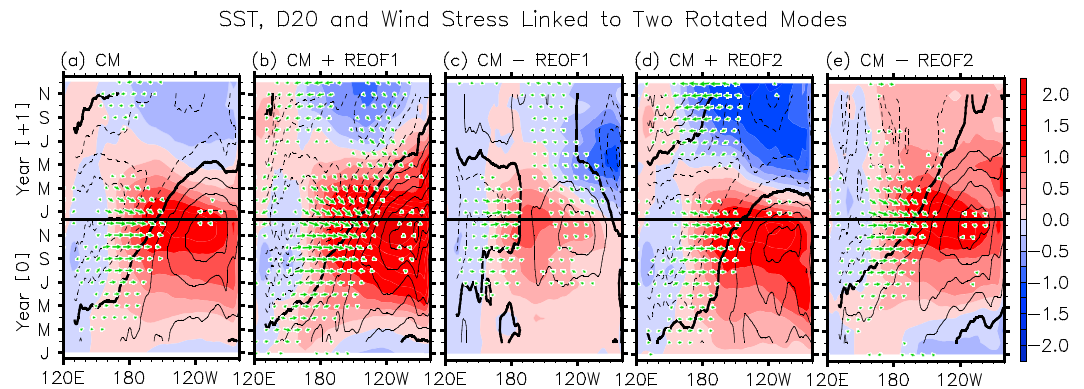 SST, D20 and Wind Stress Linked to Two Rotated Modes
(a) CM
(b) CM + REOF1
(c) CM − REOF1
(d) CM + REOF2
(e) CM − REOF2
Year [+1]
Year [0]
N
S
J
M
M
J
N
S
J
M
M
J
120E 180 120W
120E 180 120W
120E 180 120W
120E 180 120W
120E 180 120W
2.0
1.5
1.0
0.5
0.0
−0.5
−1.0
−1.5
−2.0